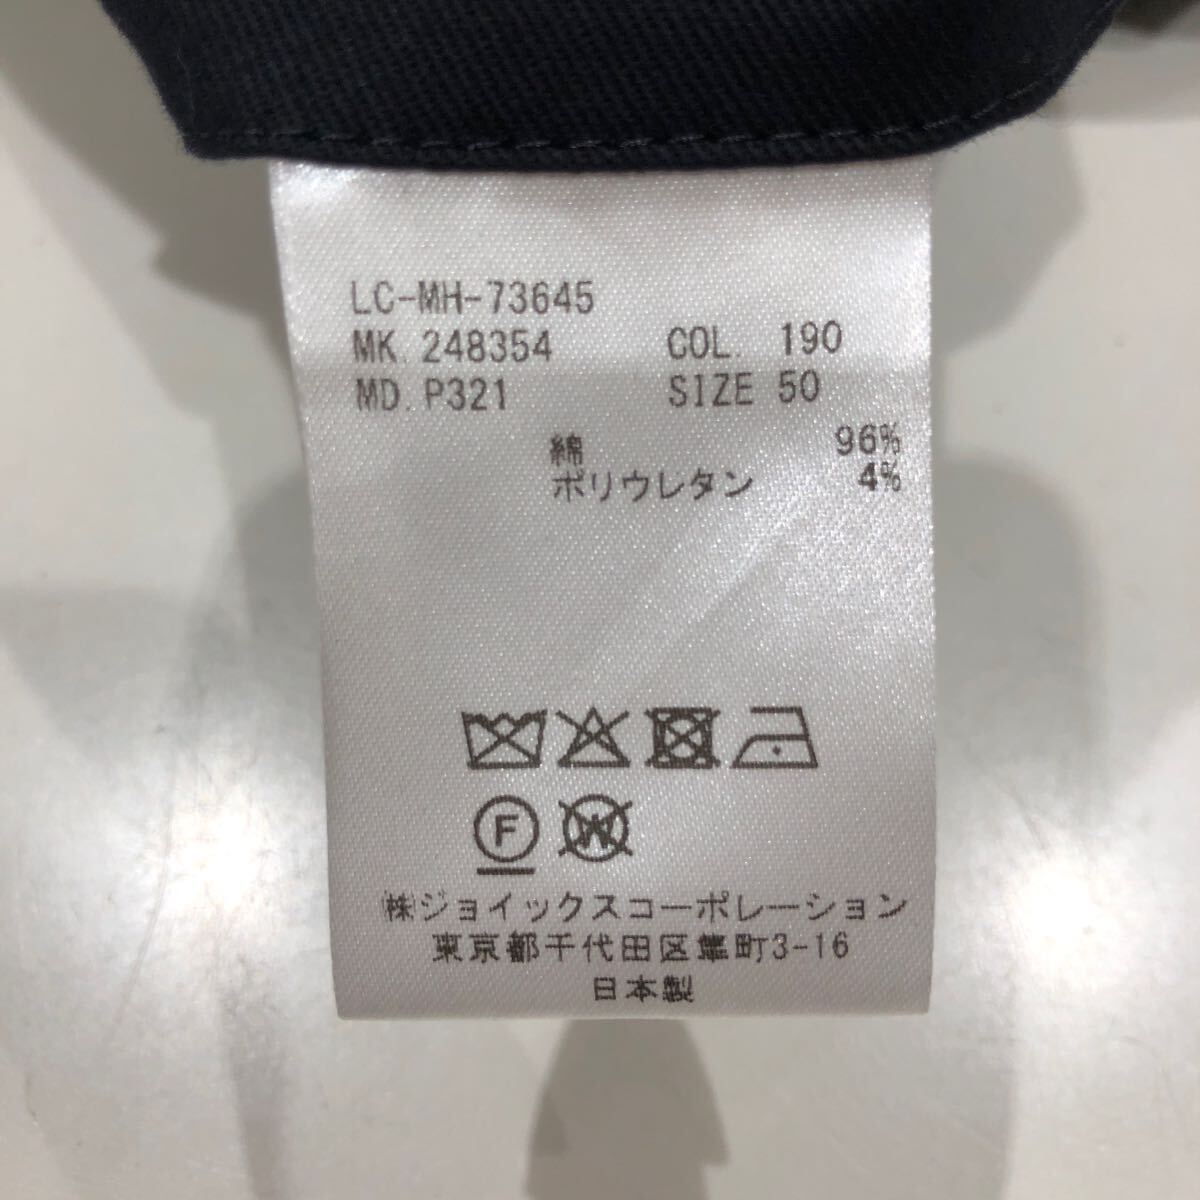 LC-MH-73645
MK. 248354 COL. 190
MD. P321 SIZE 50
綿 96%
ポリウレタン 4%
F W
㈱ジョイックスコーポレーション
東京都千代田区隼町3-16
日本製